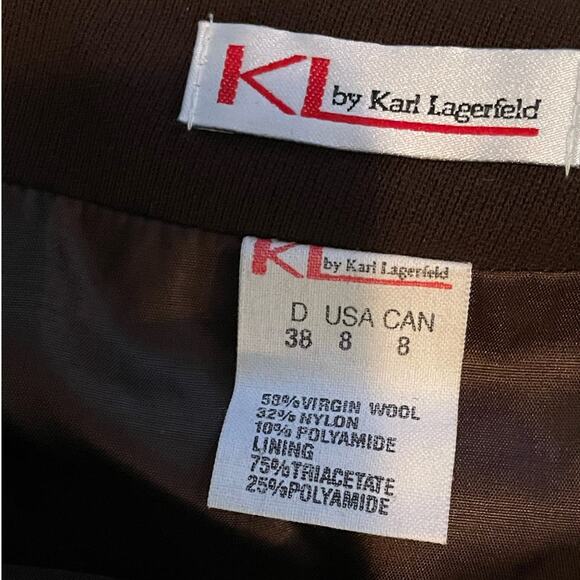 KL by Karl Lagerfeld
KL by Karl Lagerfeld
D USA CAN
38 8 8
58% VIRGIN WOOL
32% NYLON
10% POLYAMIDE
LINING
75% TRIACETATE
25% POLYAMIDE